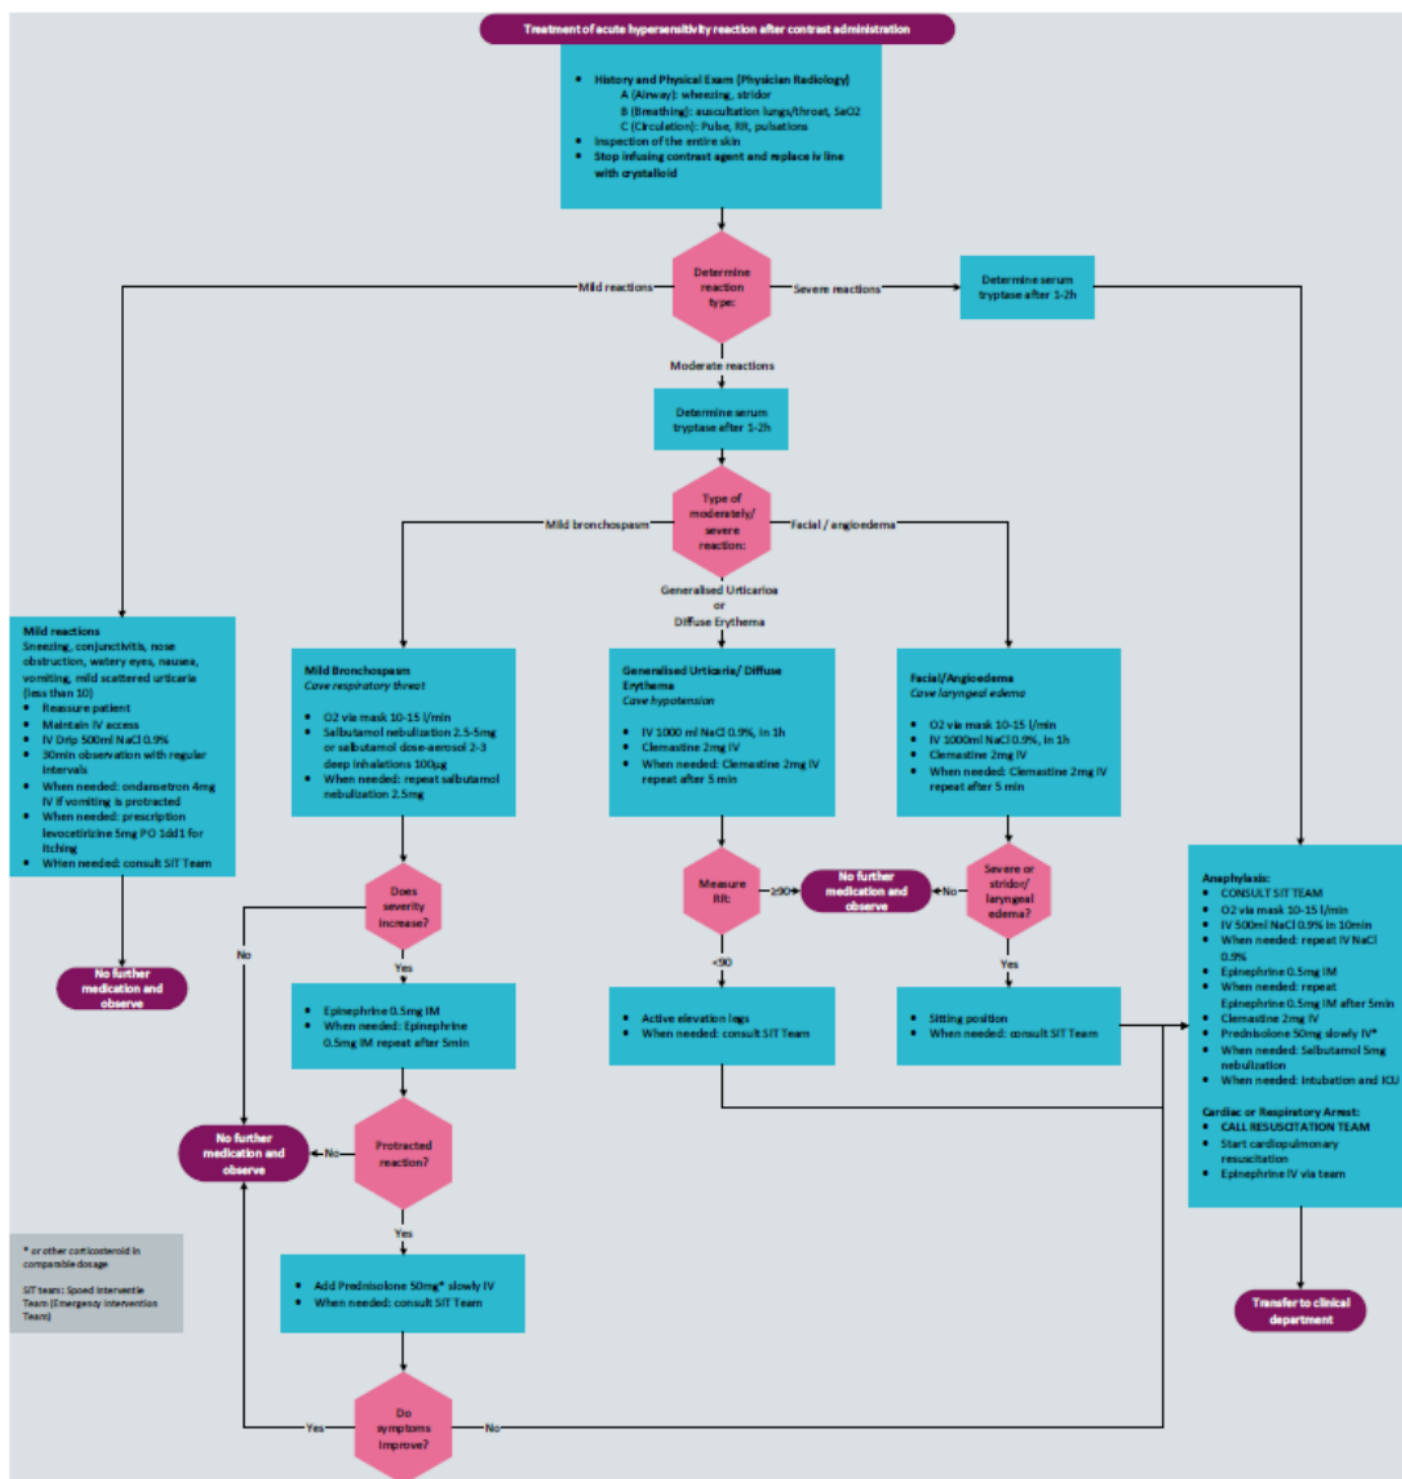 Treatment of acute hypersensitivity reaction after contrast administration
• History and Physical Exam (Physician Radiology)
A (Airway): wheezing, stridor
B (Breathing): auscultation lungs/throat, SaO2
C (Circulation): Pulse, RR, pulsations
• Inspection of the entire skin
• Stop infusing contrast agent and replace iv line
with crystalloid
Determine
reaction
type:
Mild reactions
Severe reactions
Determine serum
tryptase after 1-2h
Moderate reactions
Determine serum
tryptase after 1-2h
Type of
moderately/
severe
reaction:
Mild bronchospasm
Facial / angioedema
Generalised Urticarioa
or
Diffuse Erythema
Mild reactions
Sneezing, conjunctivitis, nose
obstruction, watery eyes, nausea,
vomiting, mild scattered urticaria
(less than 10)
• Reassure patient
• Maintain IV access
• IV Drip 500ml NaCl 0.9%
• 30min observation with regular
intervals
• When needed: ondansetron 4mg
IV if vomiting is protracted
• When needed: prescription
levocetirizine 5mg PO 1dd1 for
itching
• WHen needed: consult SIT Team
No further
medication and
observe
Mild Bronchospasm
Cave respiratory threat
• O2 via mask 10-15 l/min
• Salbutamol nebulization 2.5-5mg
or salbutamol dose-aerosol 2-3
deep inhalations 100µg
• When needed: repeat salbutamol
nebulization 2.5mg
Generalised Urticaria/ Diffuse
Erythema
Cave hypotension
• IV 1000 ml NaCl 0.9%, in 1h
• Clemastine 2mg IV
• When needed: Clemastine 2mg IV
repeat after 5 min
Facial/Angioedema
Cave laryngeal edema
• O2 via mask 10-15 l/min
• IV 1000ml NaCl 0.9%, in 1h
• Clemastine 2mg IV
• When needed: Clemastine 2mg IV
repeat after 5 min
Does
severity
increase?
No
Yes
Measure
RR:
≥90
<90
No further
medication and
observe
No
Severe or
stridor/
laryngeal
edema?
Yes
• Epinephrine 0.5mg IM
• When needed: Epinephrine
0.5mg IM repeat after 5min
• Active elevation legs
• When needed: consult SIT Team
• Sitting position
• When needed: consult SIT Team
Anaphylaxis:
• CONSULT SIT TEAM
• O2 via mask 10-15 l/min
• IV 500ml NaCl 0.9% in 10min
• When needed: repeat IV NaCl
0.9%
• Epinephrine 0.5mg IM
• When needed: repeat
Epinephrine 0.5mg IM after 5min
• Clemastine 2mg IV
• Prednisolone 50mg slowly IV*
• When needed: Salbutamol 5mg
nebulization
• When needed: intubation and ICU
Cardiac or Respiratory Arrest:
• CALL RESUSCITATION TEAM
• Start cardiopulmonary
resuscitation
• Epinephrine IV via team
No further
medication and
observe
No
Protracted
reaction?
Yes
• Add Prednisolone 50mg* slowly IV
• When needed: consult SIT Team
Yes
Do
symptoms
improve?
No
Transfer to clinical
department
* or other corticosteroid in
comparable dosage
SIT team: Spoed Interventie
Team (Emergency Intervention
Team)